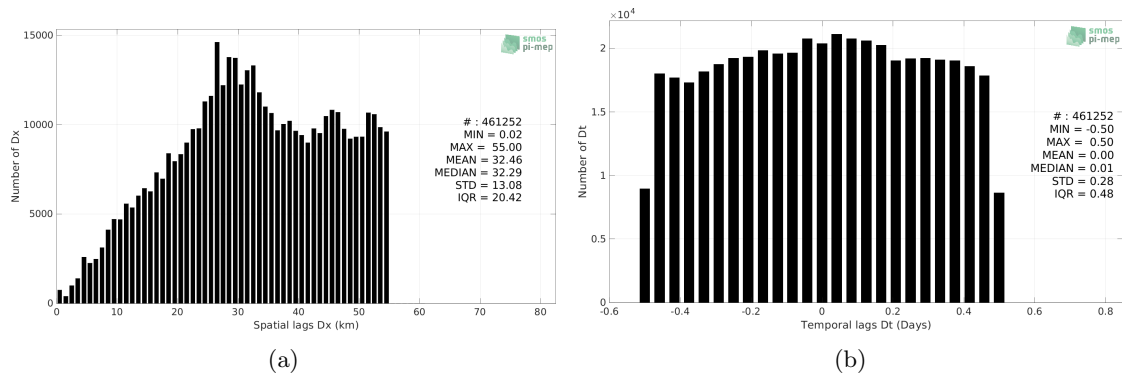 15000
10000
5000
0
Number of Dx
0 10 20 30 40 50 60 70 80
Spatial lags Dx (km)
smos
pi-mep
# : 461252
MIN = 0.02
MAX = 55.00
MEAN = 32.46
MEDIAN = 32.29
STD = 13.08
IQR = 20.42
(a)
×10⁴
2
1.5
1
0.5
0
Number of Dt
-0.6 -0.4 -0.2 0 0.2 0.4 0.6 0.8
Temporal lags Dt (Days)
smos
pi-mep
# : 461252
MIN = -0.50
MAX = 0.50
MEAN = 0.00
MEDIAN = 0.01
STD = 0.28
IQR = 0.48
(b)